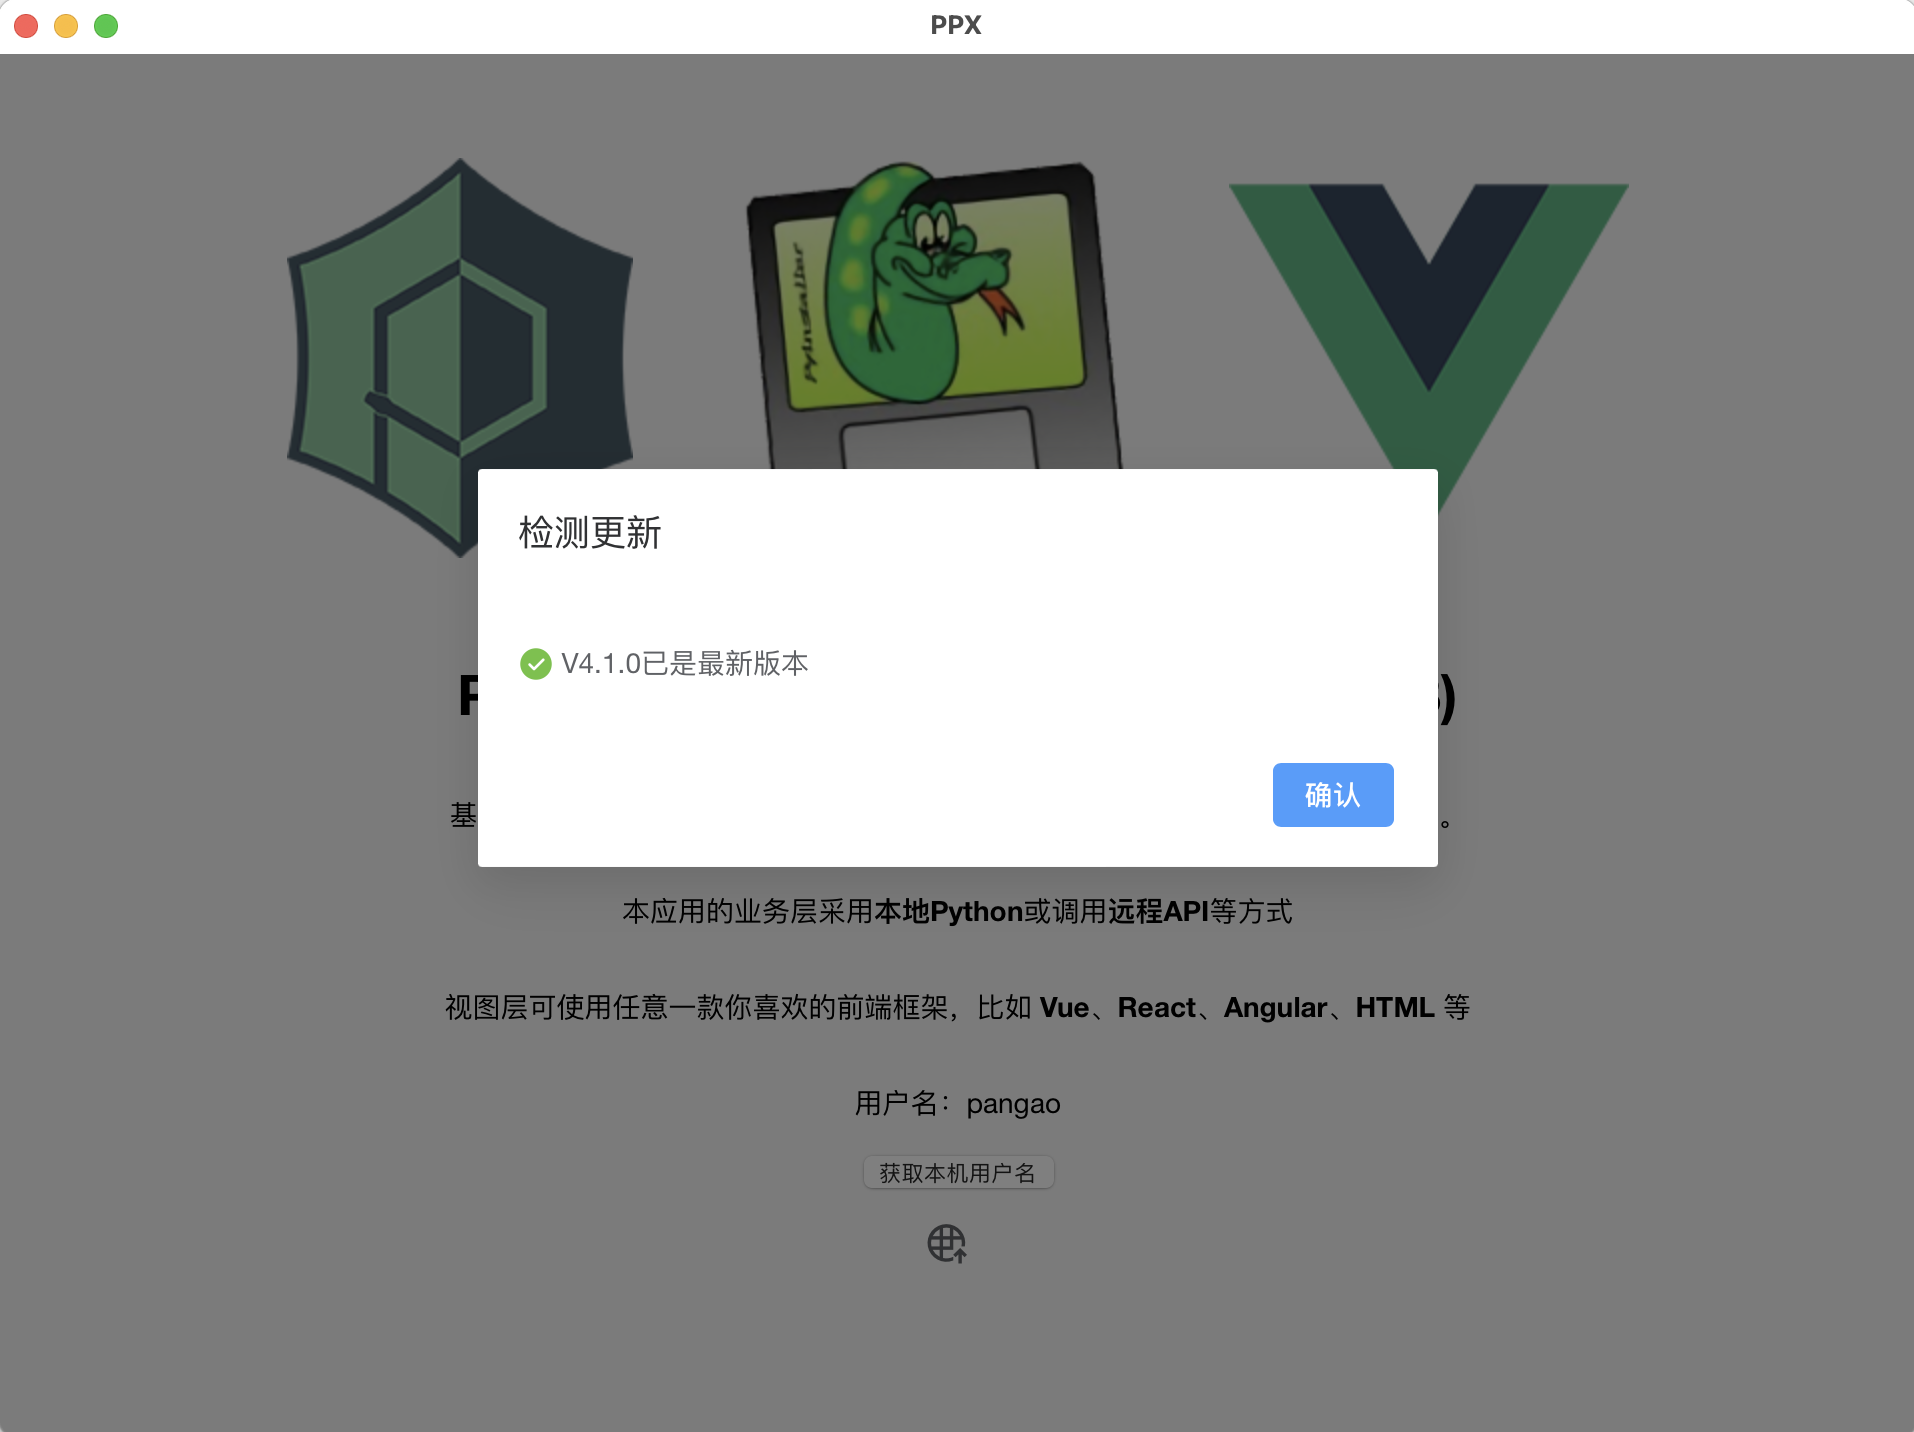 PPX
Pyinstaller
检测更新
V4.1.0已是最新版本
确认
基
。
本应用的业务层采用本地Python或调用远程API等方式
视图层可使用任意一款你喜欢的前端框架，比如 Vue、React、Angular、HTML 等
用户名：pangao
获取本机用户名